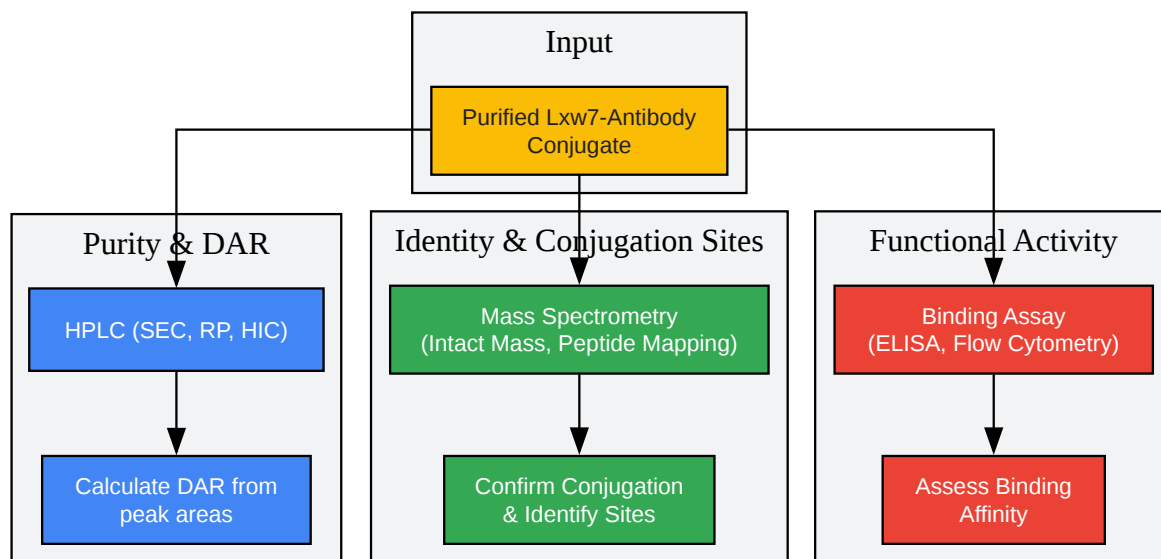 Input
Purified Lxw7-Antibody
Conjugate
Purity & DAR
HPLC (SEC, RP, HIC)
Calculate DAR from
peak areas
Identity & Conjugation Sites
Mass Spectrometry
(Intact Mass, Peptide Mapping)
Confirm Conjugation
& Identify Sites
Functional Activity
Binding Assay
(ELISA, Flow Cytometry)
Assess Binding
Affinity